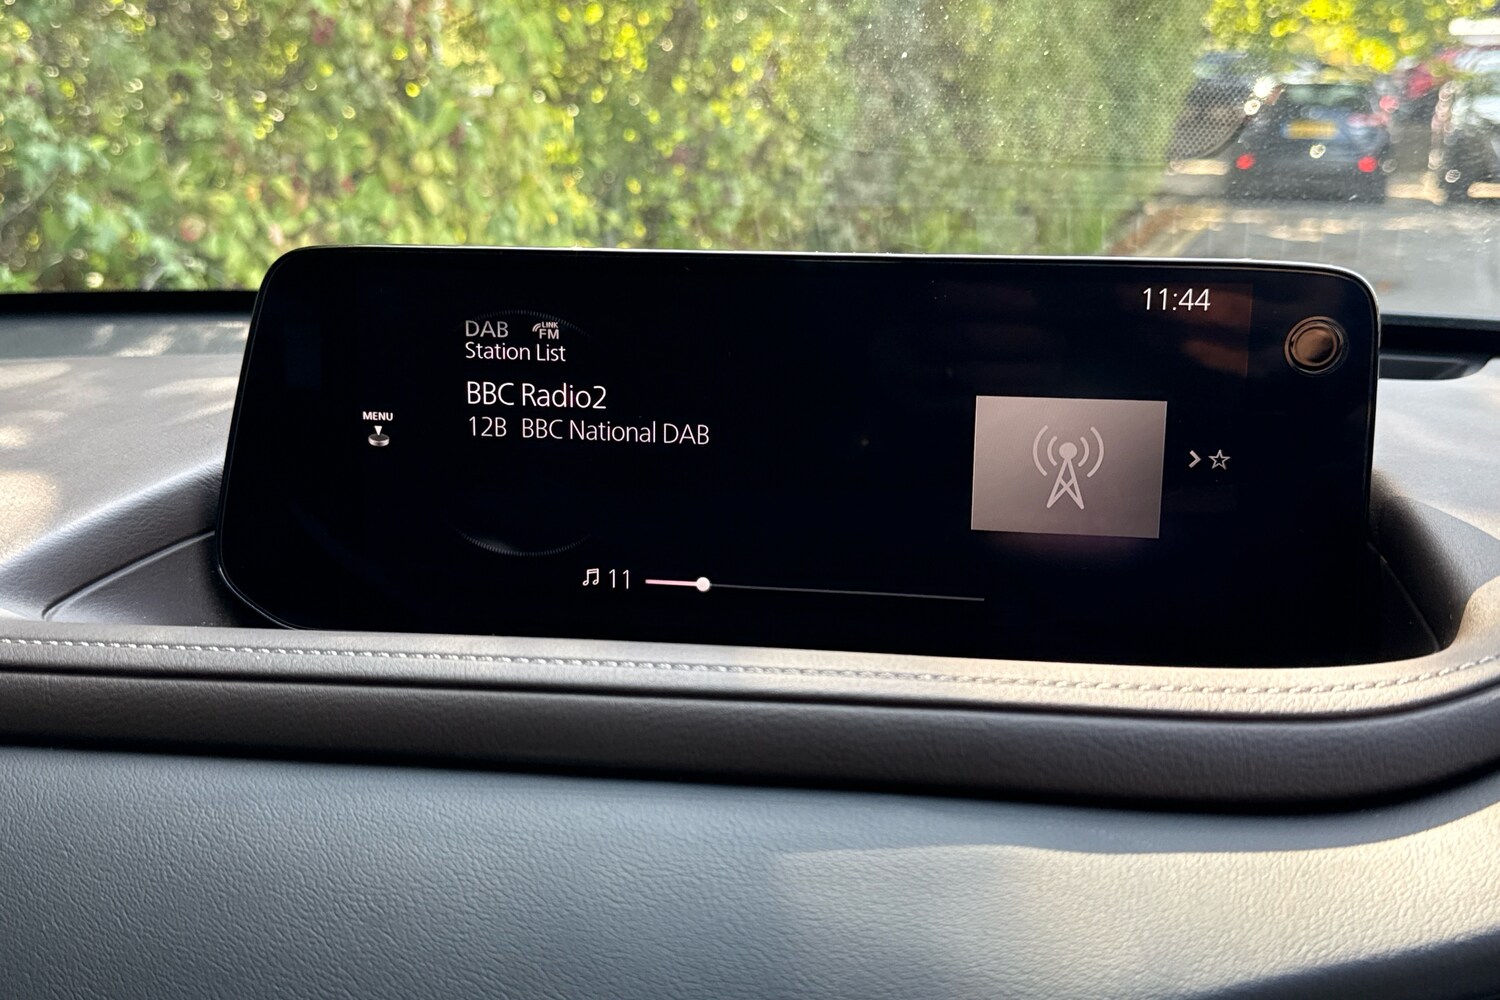 11:44
DAB LINK FM
Station List
BBC Radio2
MENU
12B BBC National DAB
11